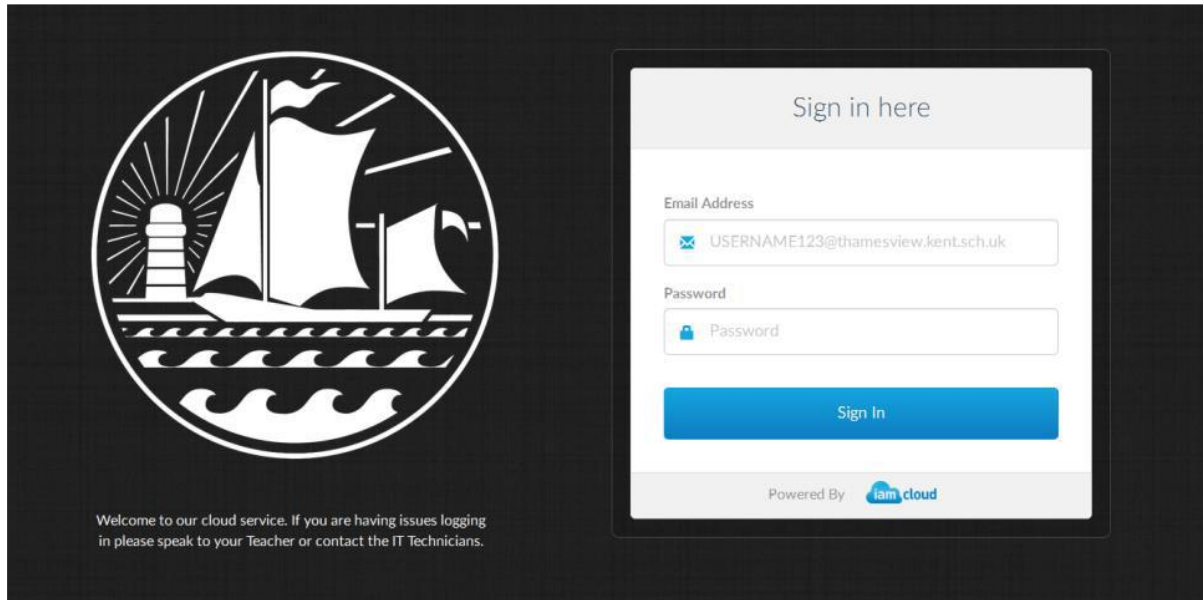 Welcome to our cloud service. If you are having issues logging
in please speak to your Teacher or contact the IT Technicians.
Sign in here
Email Address
USERNAME123@thamesview.kent.sch.uk
Password
Password
Sign In
Powered By iam cloud